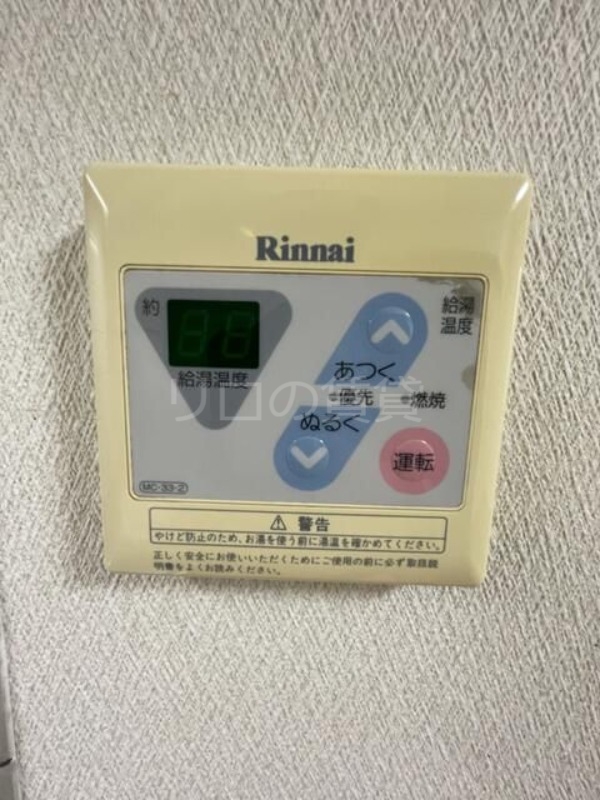 Rinnai
約
給湯温度
給湯
温度
あつく
優先
燃焼
ぬるく
運転
MC-33-2
⚠ 警告
やけど防止のため、お湯を使う前に湯温を確かめてください。
正しく安全にお使いいただくためにご使用の前に必ず取扱説
明書をよくお読みください。
リロの賃貸